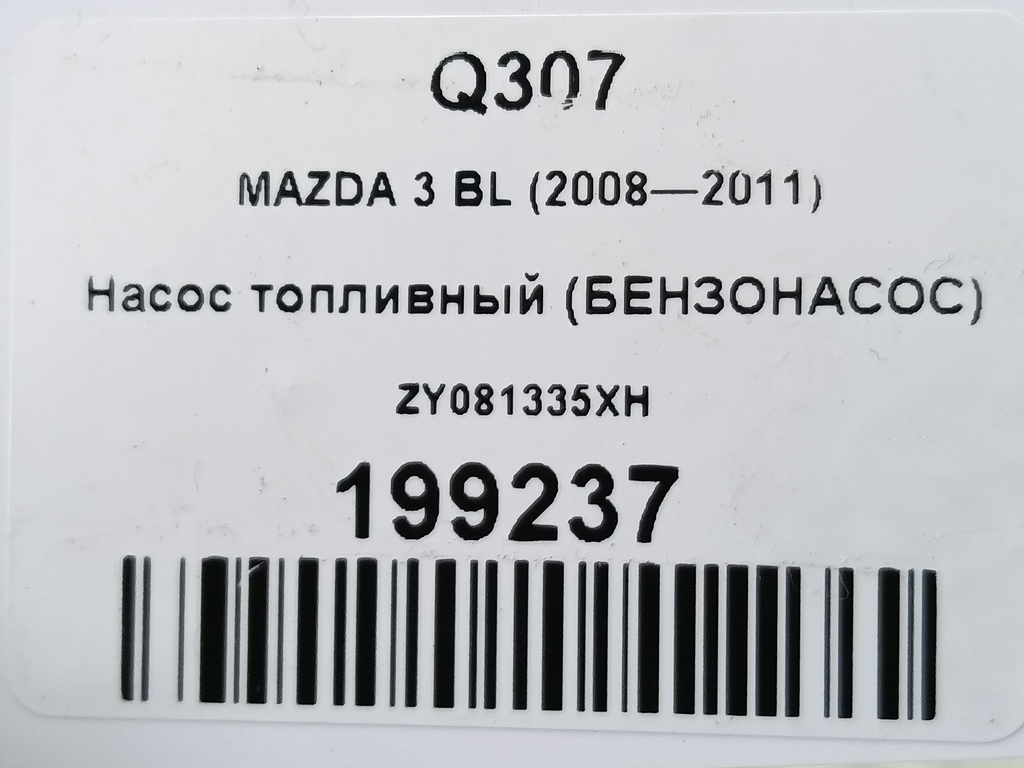 Q307
MAZDA 3 BL (2008—2011)
Насос топливный (БЕНЗОНАСОС)
ZY081335XH
199237